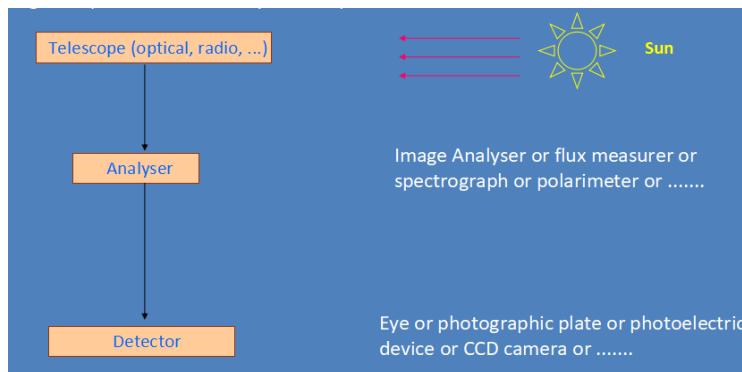 Telescope (optical, radio, ...)
Sun
Image Analyser or flux measurer or
Analyser
spectrograph or polarimeter or .......
Eye or photographic plate or photoelectric
Detector
device or CCD camera or .......